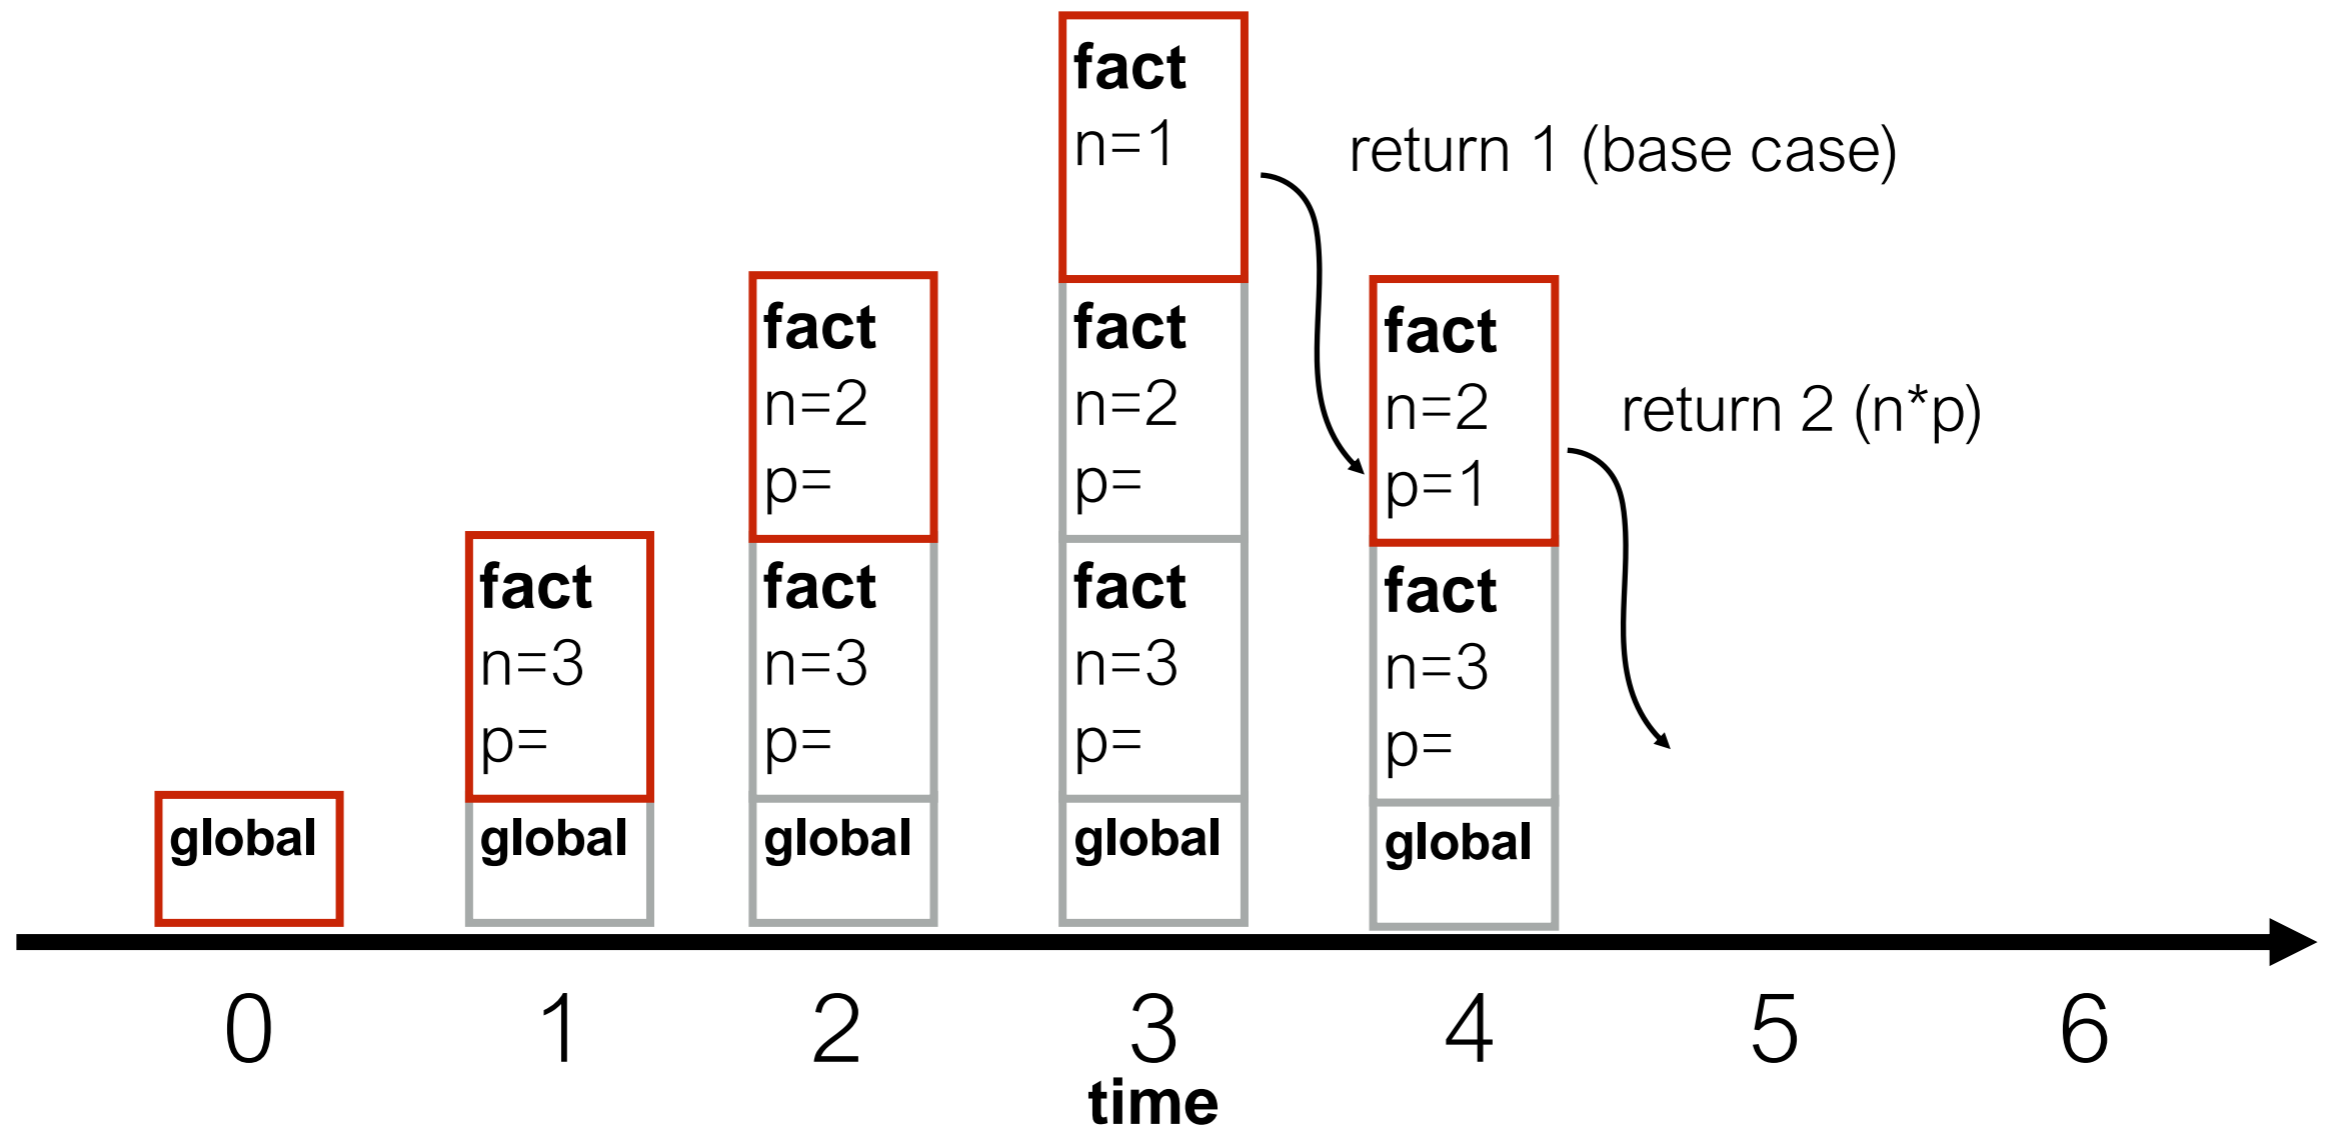 global
fact
n=3
p=
global
fact
n=2
p=
fact
n=3
p=
global
fact
n=1
fact
n=2
p=
fact
n=3
p=
global
return 1 (base case)
fact
n=2
p=1
fact
n=3
p=
global
return 2 (n*p)
0 1 2 3 4 5 6
time